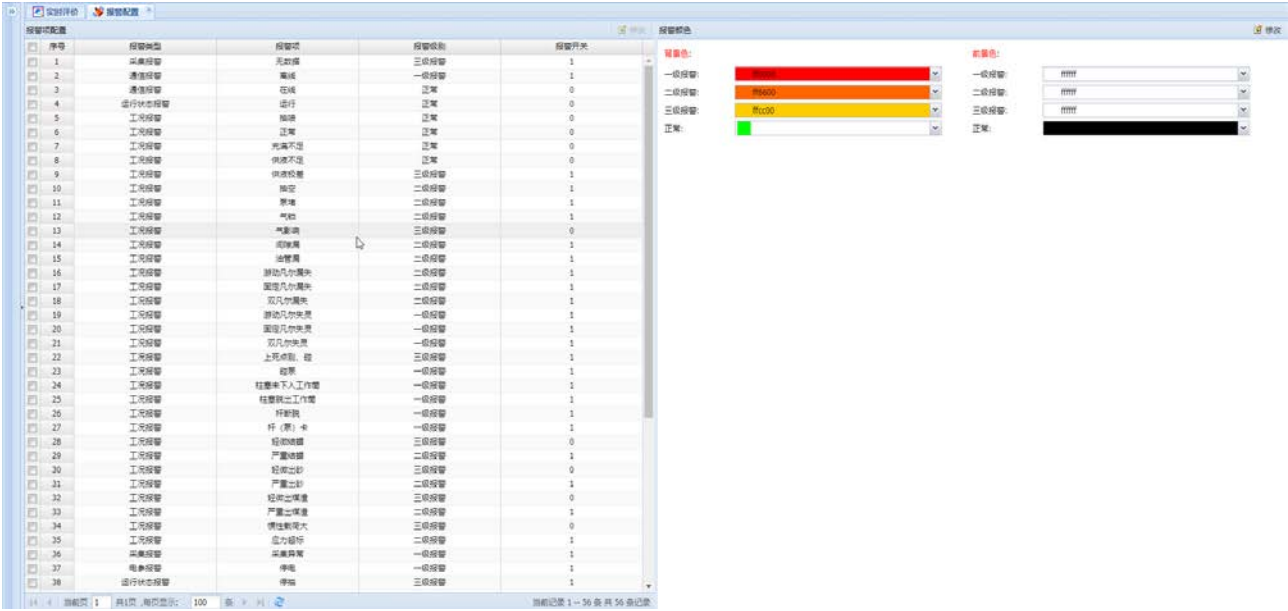 实时评价 报警配置
报警项配置 修改
序号 报警类型 报警项 报警级别 报警开关
1 采集报警 无数据 三级报警 1
2 通信报警 离线 一级报警 1
3 通信报警 在线 正常 0
4 运行状态报警 运行 正常 0
5 工况报警 抽喷 正常 0
6 工况报警 正常 正常 0
7 工况报警 充满不足 正常 0
8 工况报警 供液不足 正常 0
9 工况报警 供液极差 三级报警 1
10 工况报警 抽空 二级报警 1
11 工况报警 泵堵 二级报警 1
12 工况报警 气锁 二级报警 1
13 工况报警 气影响 三级报警 0
14 工况报警 间隙漏 二级报警 1
15 工况报警 油管漏 二级报警 1
16 工况报警 游动凡尔漏失 二级报警 1
17 工况报警 固定凡尔漏失 二级报警 1
18 工况报警 双凡尔漏失 二级报警 1
19 工况报警 游动凡尔失灵 一级报警 1
20 工况报警 固定凡尔失灵 一级报警 1
21 工况报警 双凡尔失灵 一级报警 1
22 工况报警 上死点刮、碰 三级报警 1
23 工况报警 碰泵 一级报警 1
24 工况报警 柱塞未下入工作筒 一级报警 1
25 工况报警 柱塞脱出工作筒 一级报警 1
26 工况报警 杆断脱 一级报警 1
27 工况报警 杆（泵）卡 一级报警 1
28 工况报警 轻微结蜡 三级报警 0
29 工况报警 严重结蜡 二级报警 1
30 工况报警 轻微出砂 三级报警 0
31 工况报警 严重出砂 二级报警 1
32 工况报警 轻微出煤渣 三级报警 0
33 工况报警 严重出煤渣 二级报警 1
34 工况报警 惯性载荷大 三级报警 0
35 工况报警 应力超标 二级报警 1
36 采集报警 采集异常 一级报警 1
37 电参报警 停电 一级报警 1
38 运行状态报警 停抽 三级报警 1
当前页 1 共1页 ,每页显示: 100 条 当前记录 1 -- 56 条 共 56 条记录
报警颜色 修改
背景色: 前景色:
一级报警: ff0000 一级报警: ffffff
二级报警: ff6600 二级报警: ffffff
三级报警: ffcc00 三级报警: ffffff
正常: 正常: